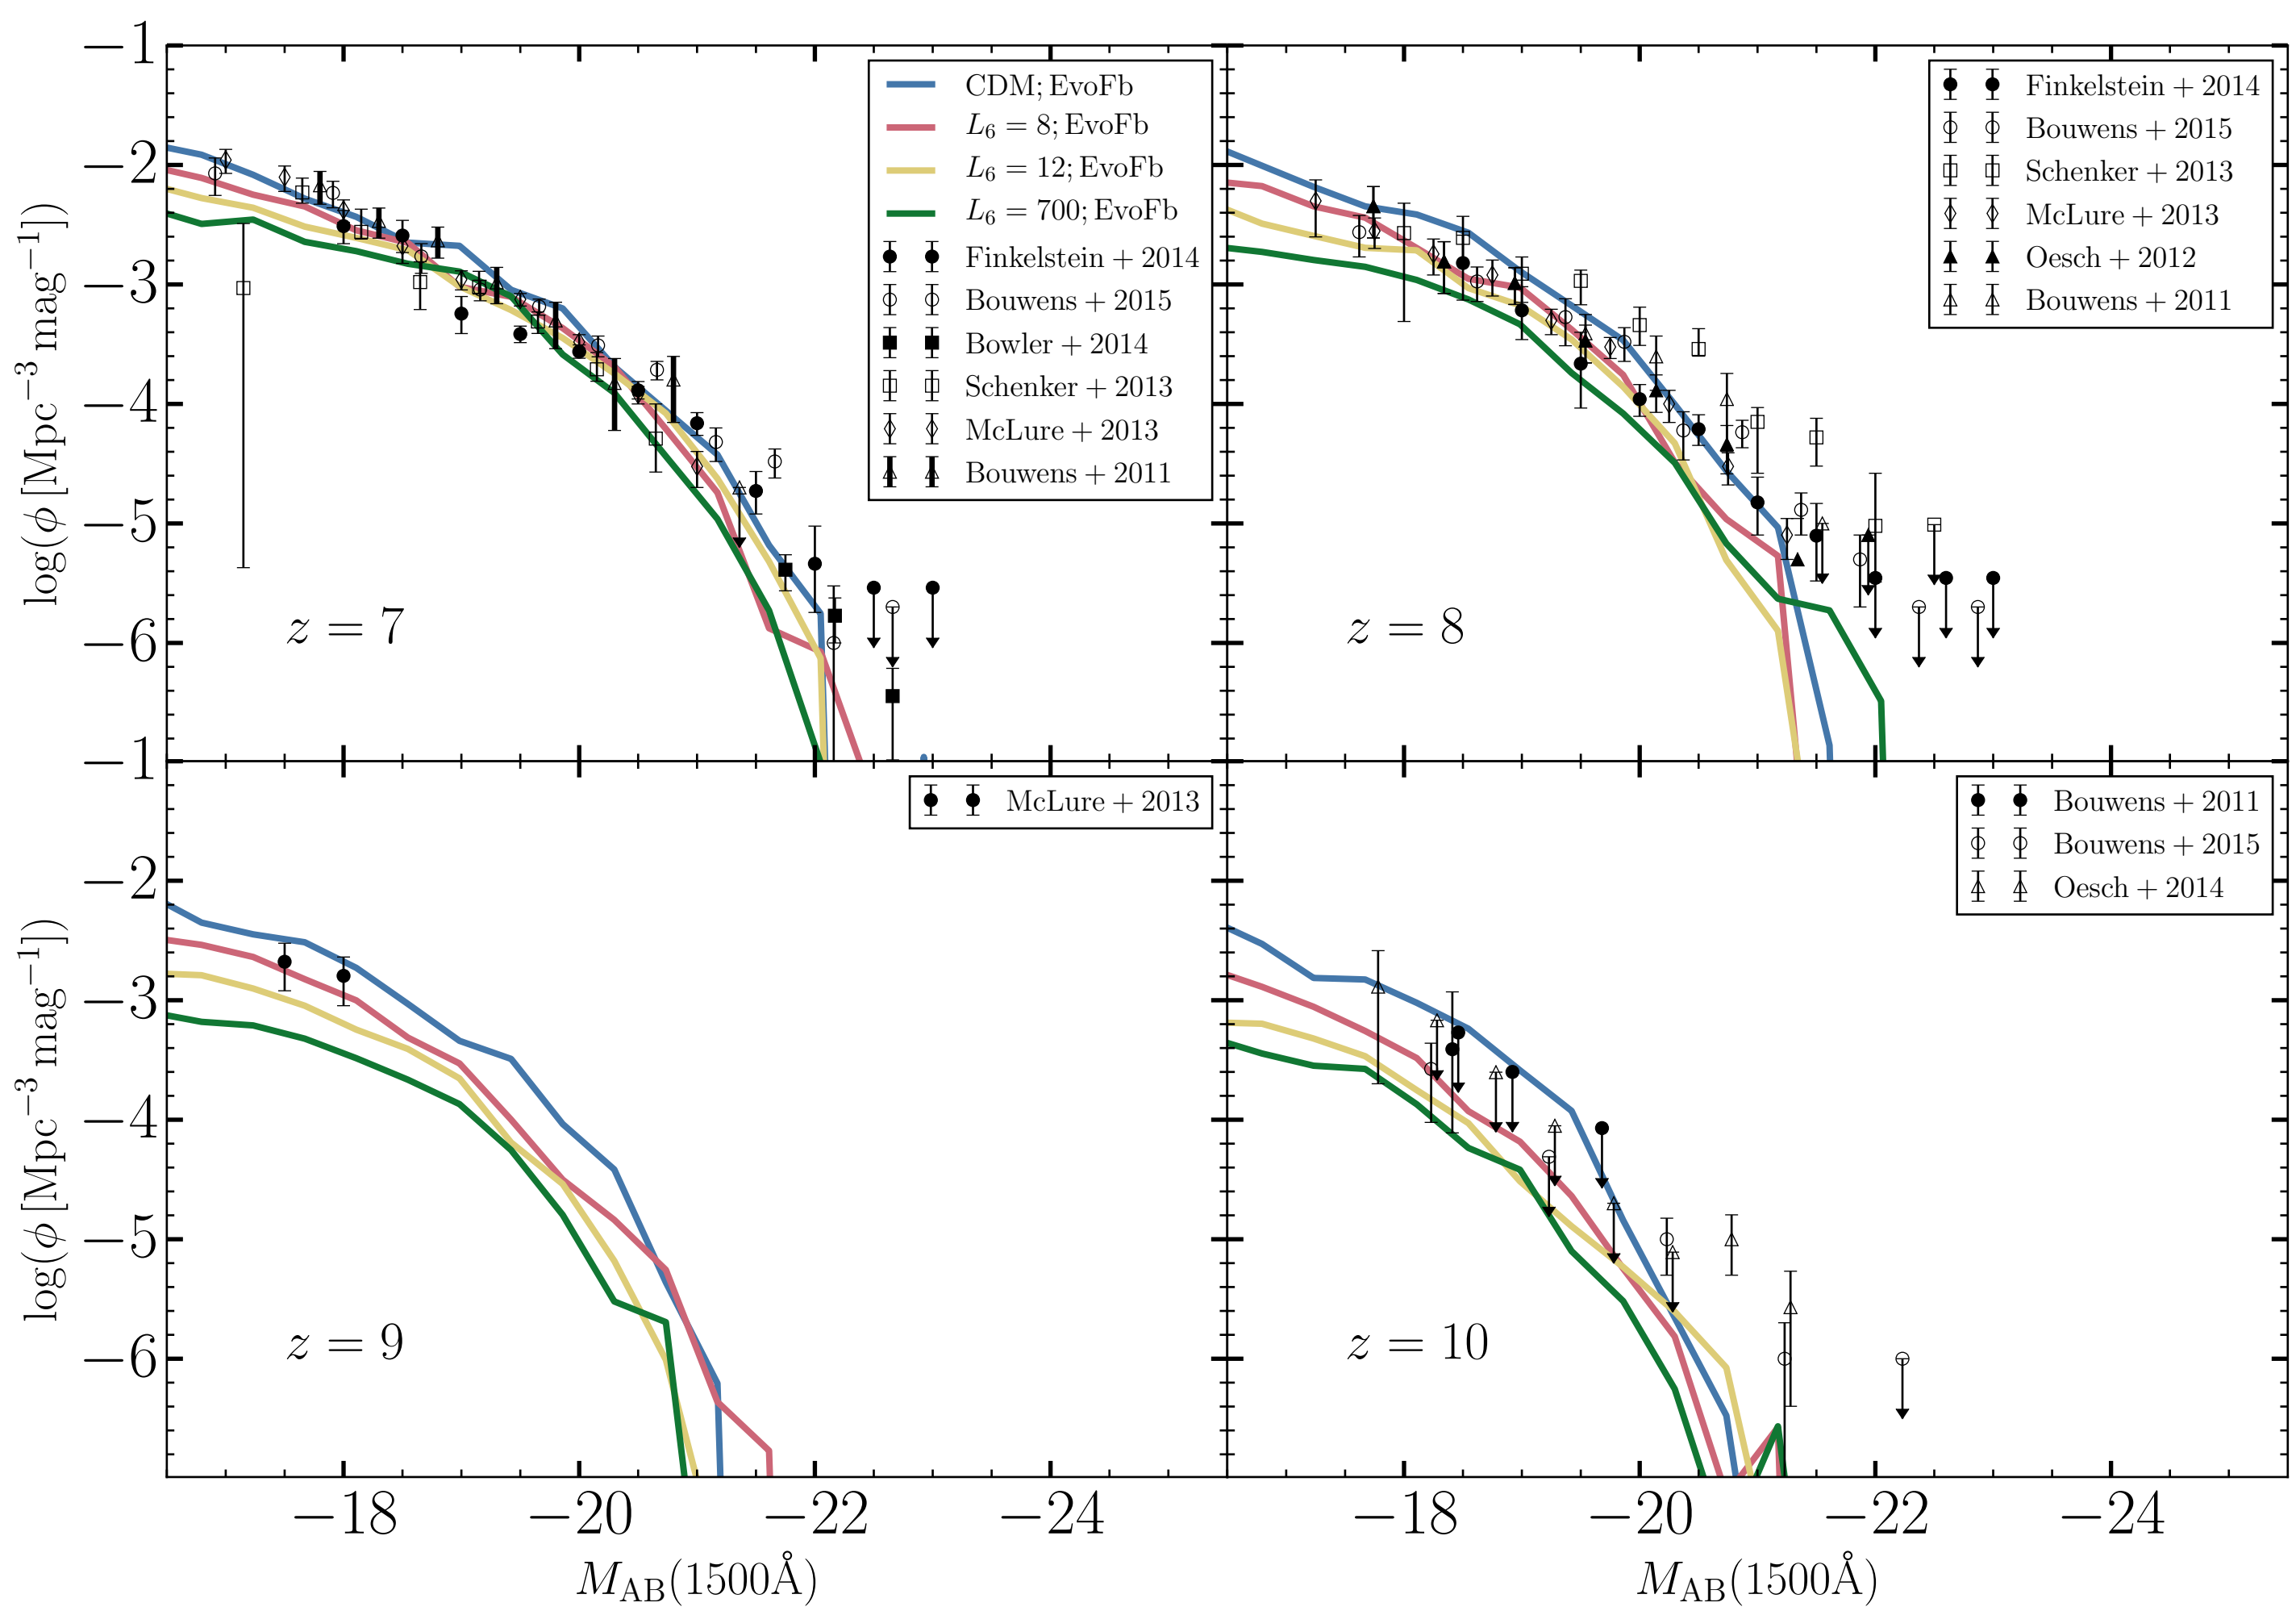 −1
−2
−3
−4
−5
−6
log(ϕ [Mpc⁻³ mag⁻¹])
z = 7
CDM; EvoFb
L₆ = 8; EvoFb
L₆ = 12; EvoFb
L₆ = 700; EvoFb
Finkelstein + 2014
Bouwens + 2015
Bowler + 2014
Schenker + 2013
McLure + 2013
Bouwens + 2011
z = 8
Finkelstein + 2014
Bouwens + 2015
Schenker + 2013
McLure + 2013
Oesch + 2012
Bouwens + 2011
−1
−2
−3
−4
−5
−6
log(ϕ [Mpc⁻³ mag⁻¹])
z = 9
McLure + 2013
−18 −20 −22 −24
M_AB(1500Å)
z = 10
Bouwens + 2011
Bouwens + 2015
Oesch + 2014
−18 −20 −22 −24
M_AB(1500Å)